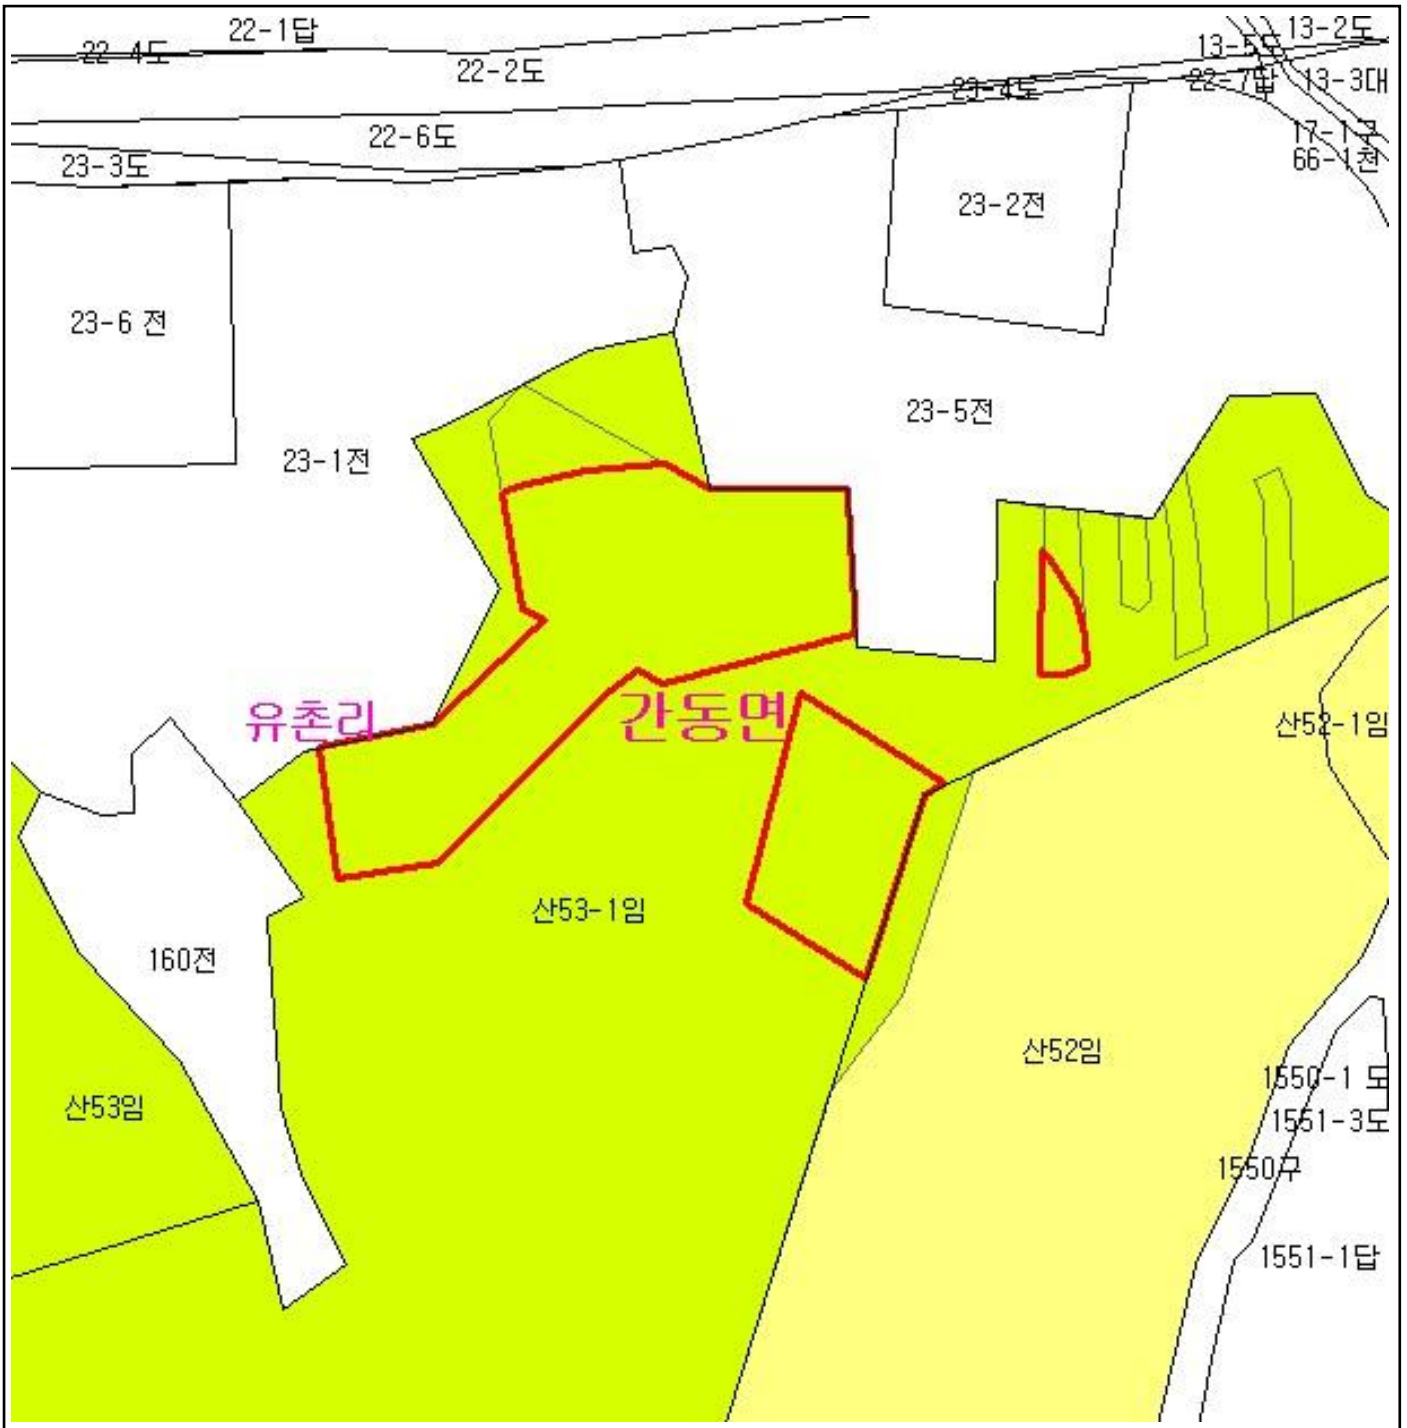 22-1답
13-2도
22-4도
13-5도
22-2도
23-4도
22-7답
13-3대
22-6도
17-1구
23-3도
66-1천
23-2전
23-6 전
23-5전
23-1전
유촌리
간동면
산52-1임
산53-1임
160전
산52임
1550-1 도
산53임
1551-3도
1550구
1551-1답